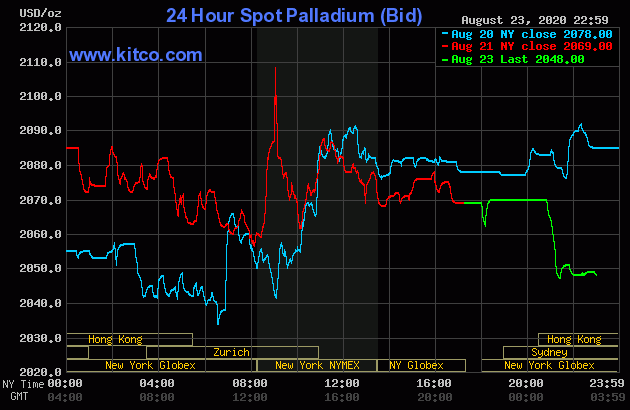 USD/oz 24 Hour Spot Palladium (Bid) August 23, 2020 22:59
Aug 20 NY close 2078.00
Aug 21 NY close 2069.00
Aug 23 Last 2048.00
www.kitco.com
2120.0
2110.0
2100.0
2090.0
2080.0
2070.0
2060.0
2050.0
2040.0
2030.0
2020.0
Hong Kong Hong Kong
Zurich Sydney
New York Globex New York NYMEX NY Globex New York Globex
NY Time 00:00 04:00 08:00 12:00 16:00 20:00 23:59
GMT 04:00 08:00 12:00 16:00 20:00 00:00 03:59